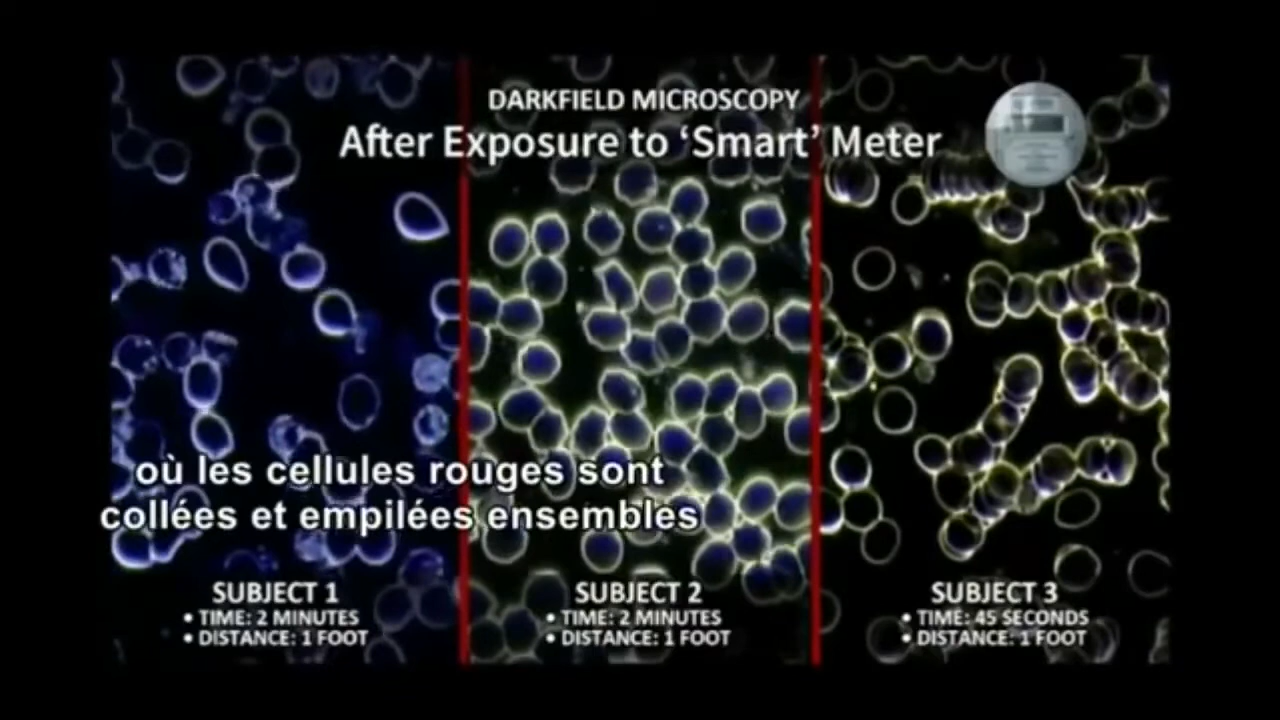 DARKFIELD MICROSCOPY
After Exposure to ‘Smart’ Meter
où les cellules rouges sont
collées et empilées ensembles
SUBJECT 1
• TIME: 2 MINUTES
• DISTANCE: 1 FOOT
SUBJECT 2
• TIME: 2 MINUTES
• DISTANCE: 1 FOOT
SUBJECT 3
• TIME: 45 SECONDS
• DISTANCE: 1 FOOT